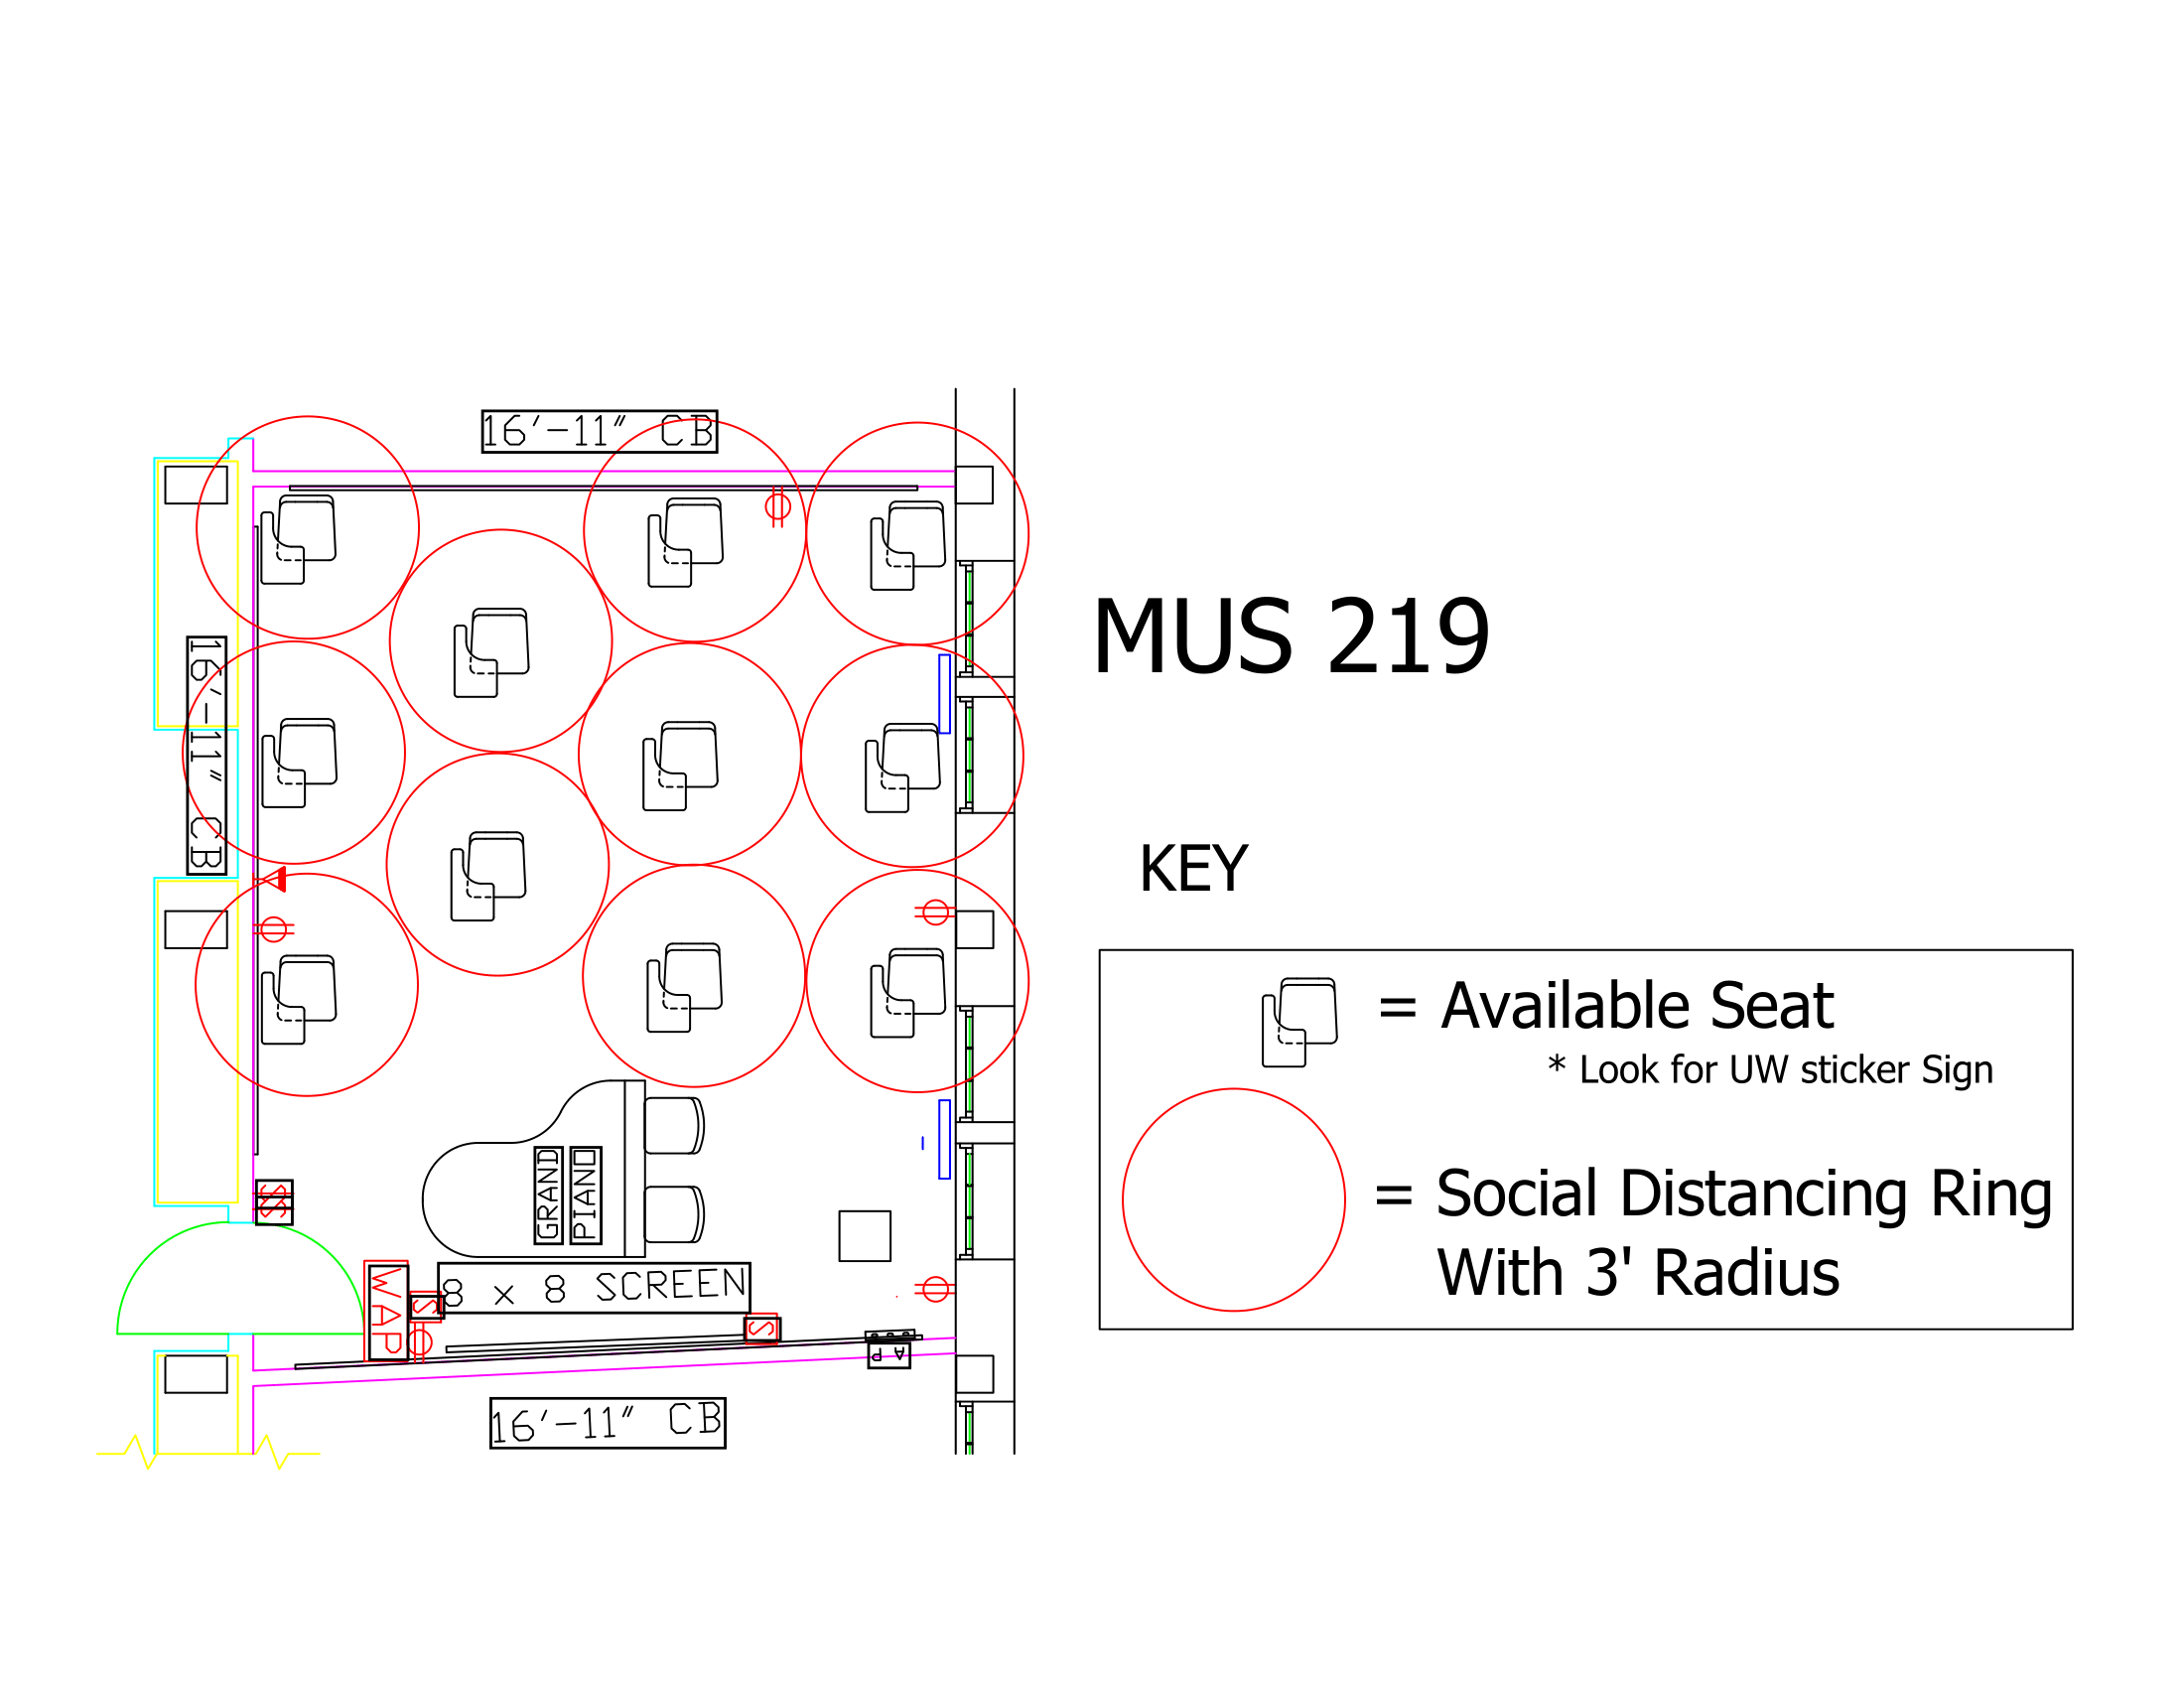 16'-11" CB
MUS 219
16'-11" CB
KEY
= Available Seat
* Look for UW sticker Sign
= Social Distancing Ring
With 3' Radius
GRAND
PIANO
S
S
WAP
S
8 x 8 SCREEN
S
AP
16'-11" CB